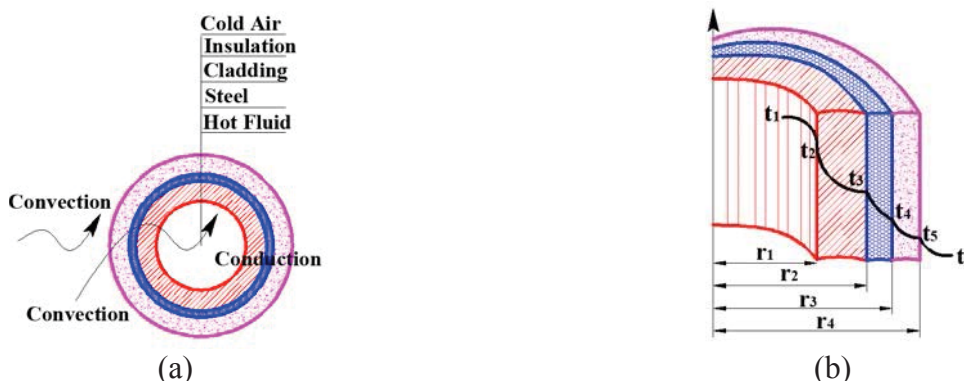 Cold Air
Insulation
Cladding
Steel
Hot Fluid
Convection
Conduction
Convection
(a)
t1
t2
t3
t4
t5
t
r1
r2
r3
r4
(b)